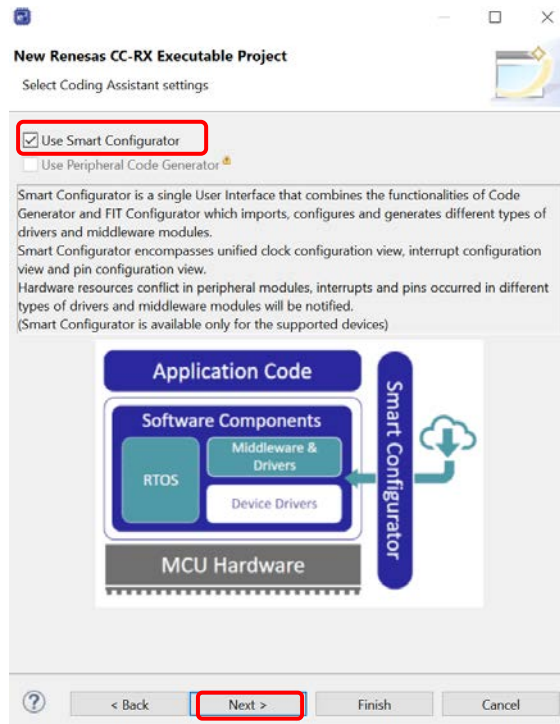 New Renesas CC-RX Executable Project
Select Coding Assistant settings
Use Smart Configurator
Use Peripheral Code Generator
Smart Configurator is a single User Interface that combines the functionalities of Code
Generator and FIT Configurator which imports, configures and generates different types of
drivers and middleware modules.
Smart Configurator encompasses unified clock configuration view, interrupt configuration
view and pin configuration view.
Hardware resources conflict in peripheral modules, interrupts and pins occurred in different
types of drivers and middleware modules will be notified.
(Smart Configurator is available only for the supported devices)
Application Code
Software Components
RTOS
Middleware &
Drivers
Device Drivers
MCU Hardware
Smart Configurator
?
< Back
Next >
Finish
Cancel